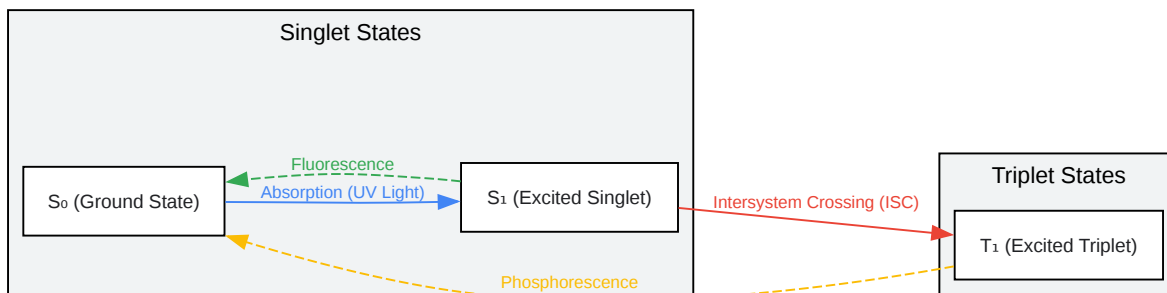 Singlet States
Fluorescence
S₀ (Ground State)
Absorption (UV Light)
S₁ (Excited Singlet)
Intersystem Crossing (ISC)
Triplet States
T₁ (Excited Triplet)
Phosphorescence